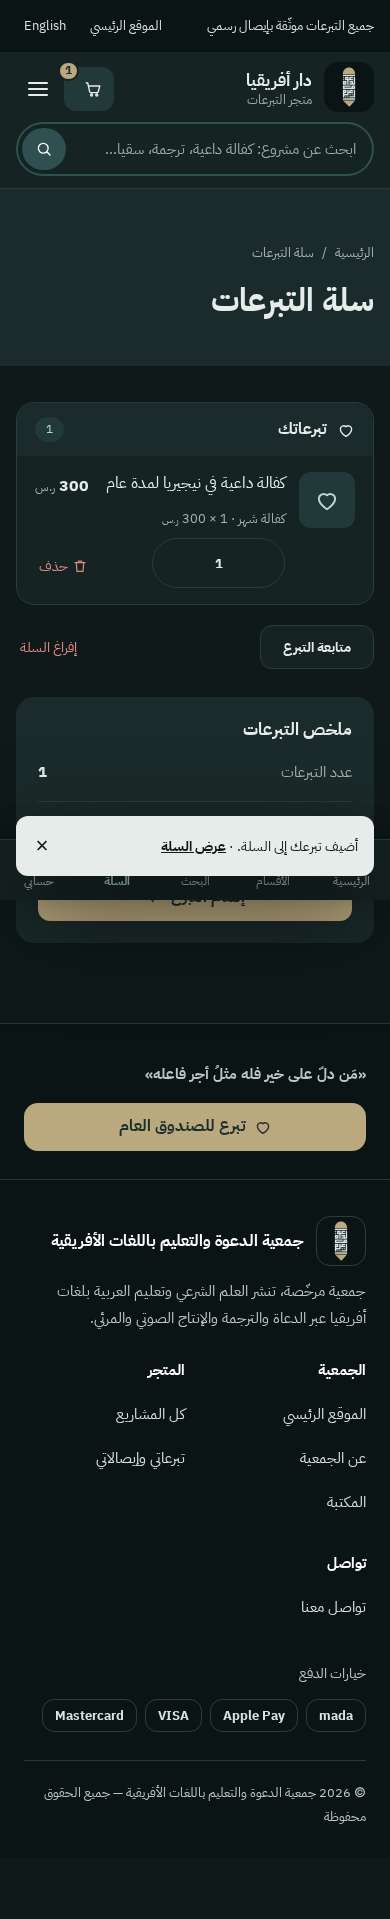 جميع التبرعات موثّقة بإيصال رسمي
الموقع الرئيسي
English
دار أفريقيا
متجر التبرعات
1
ابحث عن مشروع: كفالة داعية، ترجمة، سقيا...
الرئيسية / سلة التبرعات
سلة التبرعات
تبرعاتك
1
كفالة داعية في نيجيريا لمدة عام
300 ر.س
كفالة شهر · 1 × 300 ر.س
1
حذف
متابعة التبرع
إفراغ السلة
ملخص التبرعات
عدد التبرعات
1
أضيف تبرعك إلى السلة. · عرض السلة
×
الرئيسية
الأقسام
البحث
السلة
حسابي
«مَن دلّ على خير فله مثلُ أجر فاعله»
تبرع للصندوق العام
جمعية الدعوة والتعليم باللغات الأفريقية
جمعية مرخّصة، تنشر العلم الشرعي وتعليم العربية بلغات
أفريقيا عبر الدعاة والترجمة والإنتاج الصوتي والمرئي.
الجمعية
الموقع الرئيسي
عن الجمعية
المكتبة
المتجر
كل المشاريع
تبرعاتي وإيصالاتي
تواصل
تواصل معنا
خيارات الدفع
mada
Apple Pay
VISA
Mastercard
© 2026 جمعية الدعوة والتعليم باللغات الأفريقية — جميع الحقوق
محفوظة